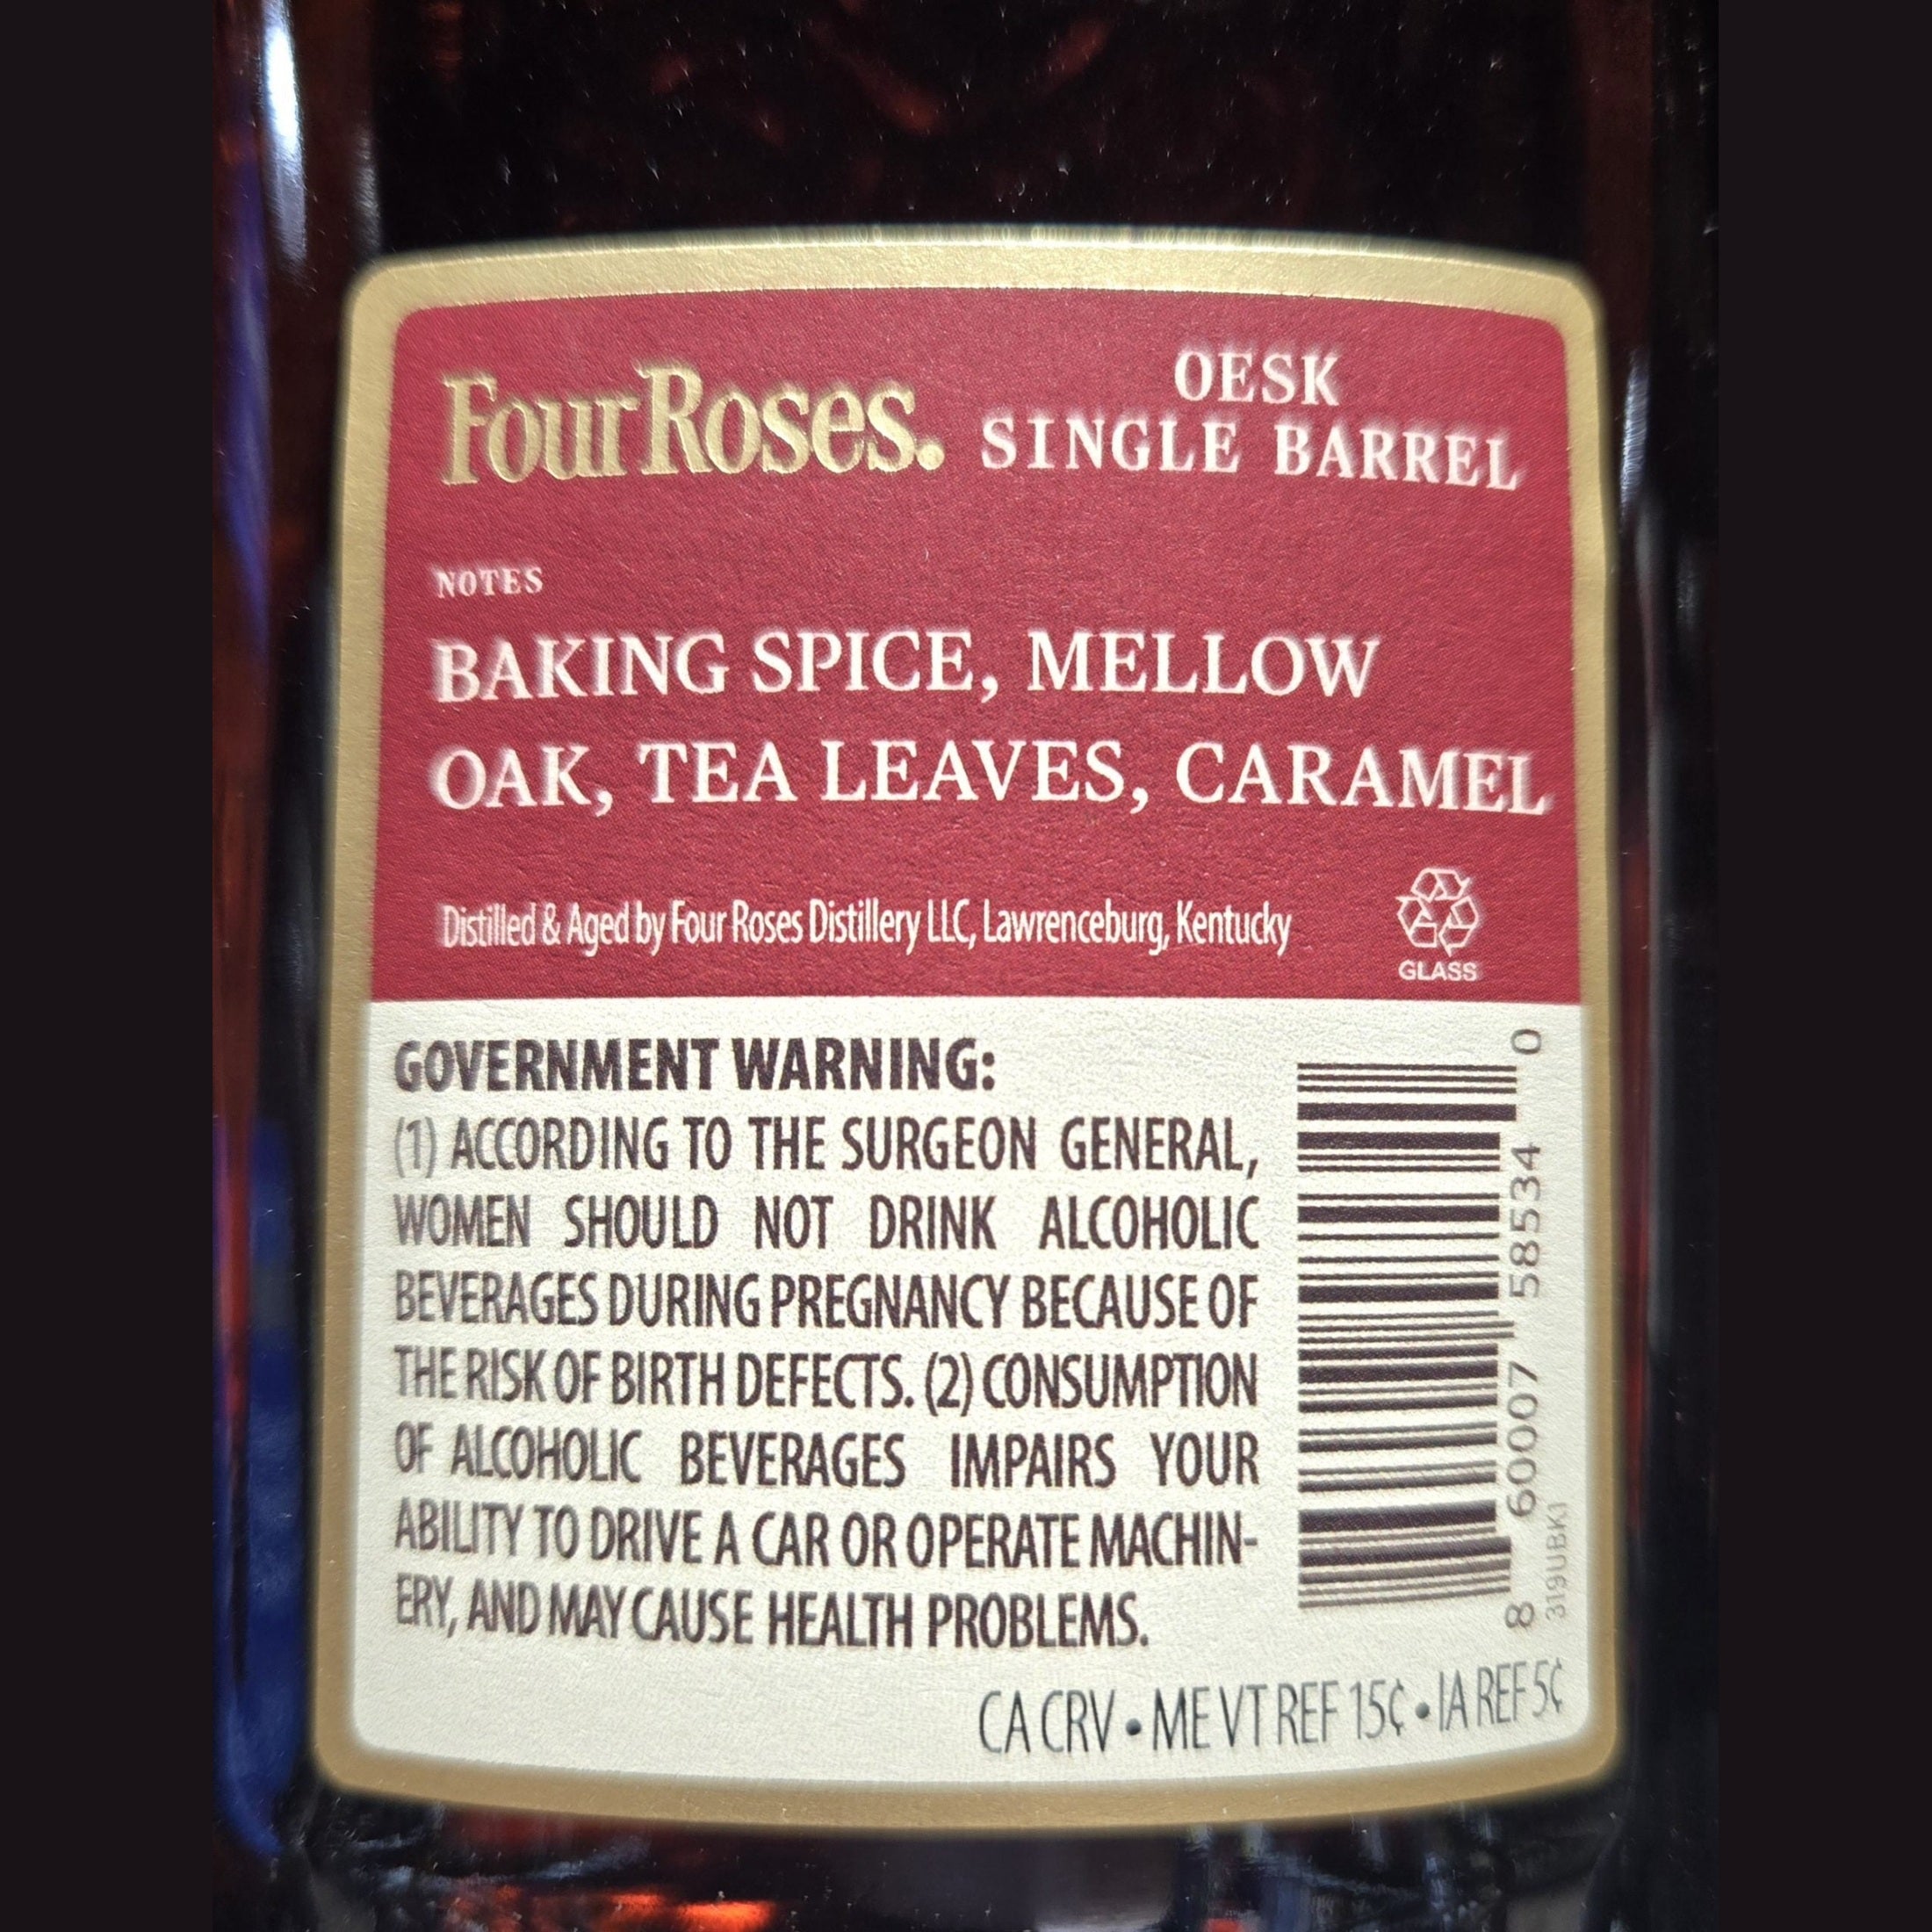 Four Roses.
OESK
SINGLE BARREL
NOTES
BAKING SPICE, MELLOW
OAK, TEA LEAVES, CARAMEL
Distilled & Aged by Four Roses Distillery LLC, Lawrenceburg, Kentucky
GLASS
GOVERNMENT WARNING:
(1) ACCORDING TO THE SURGEON GENERAL,
WOMEN SHOULD NOT DRINK ALCOHOLIC
BEVERAGES DURING PREGNANCY BECAUSE OF
THE RISK OF BIRTH DEFECTS. (2) CONSUMPTION
OF ALCOHOLIC BEVERAGES IMPAIRS YOUR
ABILITY TO DRIVE A CAR OR OPERATE MACHIN-
ERY, AND MAY CAUSE HEALTH PROBLEMS.
8 60007 58534 0
319UBK1
CA CRV • ME VT REF 15¢ • IA REF 5¢